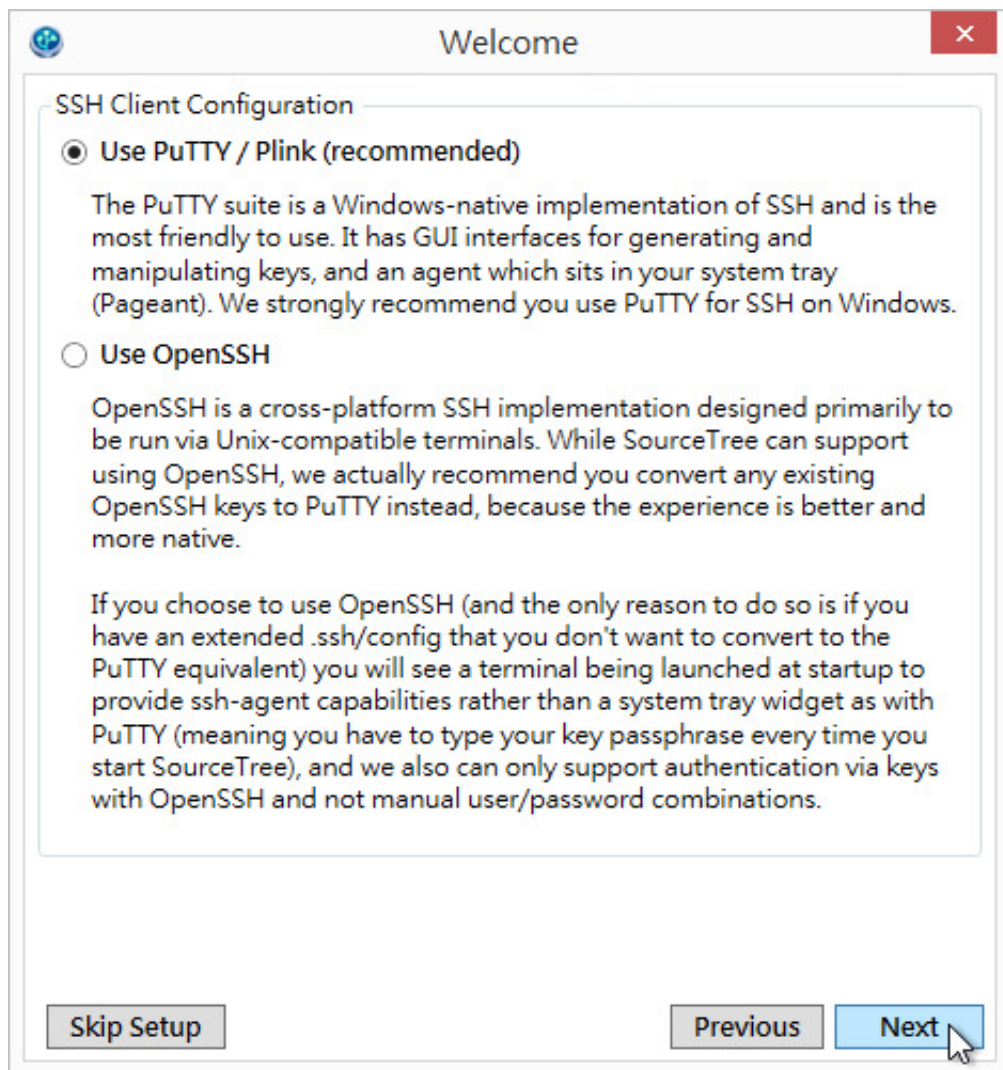 Welcome
SSH Client Configuration
Use PuTTY / Plink (recommended)
The PuTTY suite is a Windows-native implementation of SSH and is the
most friendly to use. It has GUI interfaces for generating and
manipulating keys, and an agent which sits in your system tray
(Pageant). We strongly recommend you use PuTTY for SSH on Windows.
Use OpenSSH
OpenSSH is a cross-platform SSH implementation designed primarily to
be run via Unix-compatible terminals. While SourceTree can support
using OpenSSH, we actually recommend you convert any existing
OpenSSH keys to PuTTY instead, because the experience is better and
more native.
If you choose to use OpenSSH (and the only reason to do so is if you
have an extended .ssh/config that you don't want to convert to the
PuTTY equivalent) you will see a terminal being launched at startup to
provide ssh-agent capabilities rather than a system tray widget as with
PuTTY (meaning you have to type your key passphrase every time you
start SourceTree), and we also can only support authentication via keys
with OpenSSH and not manual user/password combinations.
Skip Setup
Previous
Next